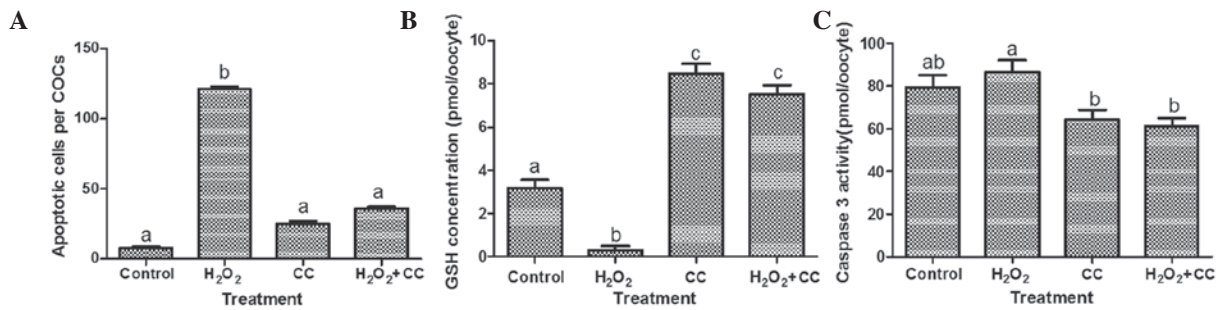 A
Apoptotic cells per COCs
150
100
50
0
b
a
a
a
Control
H₂O₂
CC
H₂O₂+CC
Treatment
B
GSH concentration (pmol/oocyte)
10
8
6
4
2
0
a
b
c
c
Control
H₂O₂
CC
H₂O₂+CC
Treatment
C
Caspase 3 activity(pmol/oocyte)
100
80
60
40
20
0
ab
a
b
b
Control
H₂O₂
CC
H₂O₂+CC
Treatment